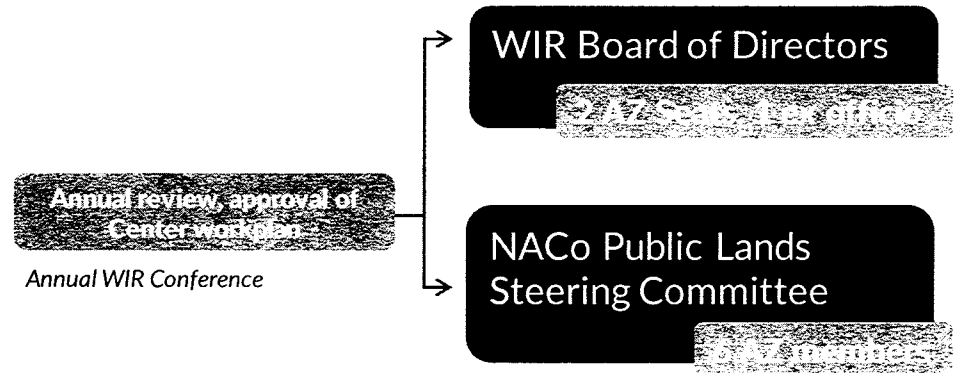 WIR Board of Directors
2 AZ Seats, 1 ex officio
Annual review, approval of
Center workplan
Annual WIR Conference
NACo Public Lands
Steering Committee
AZ members